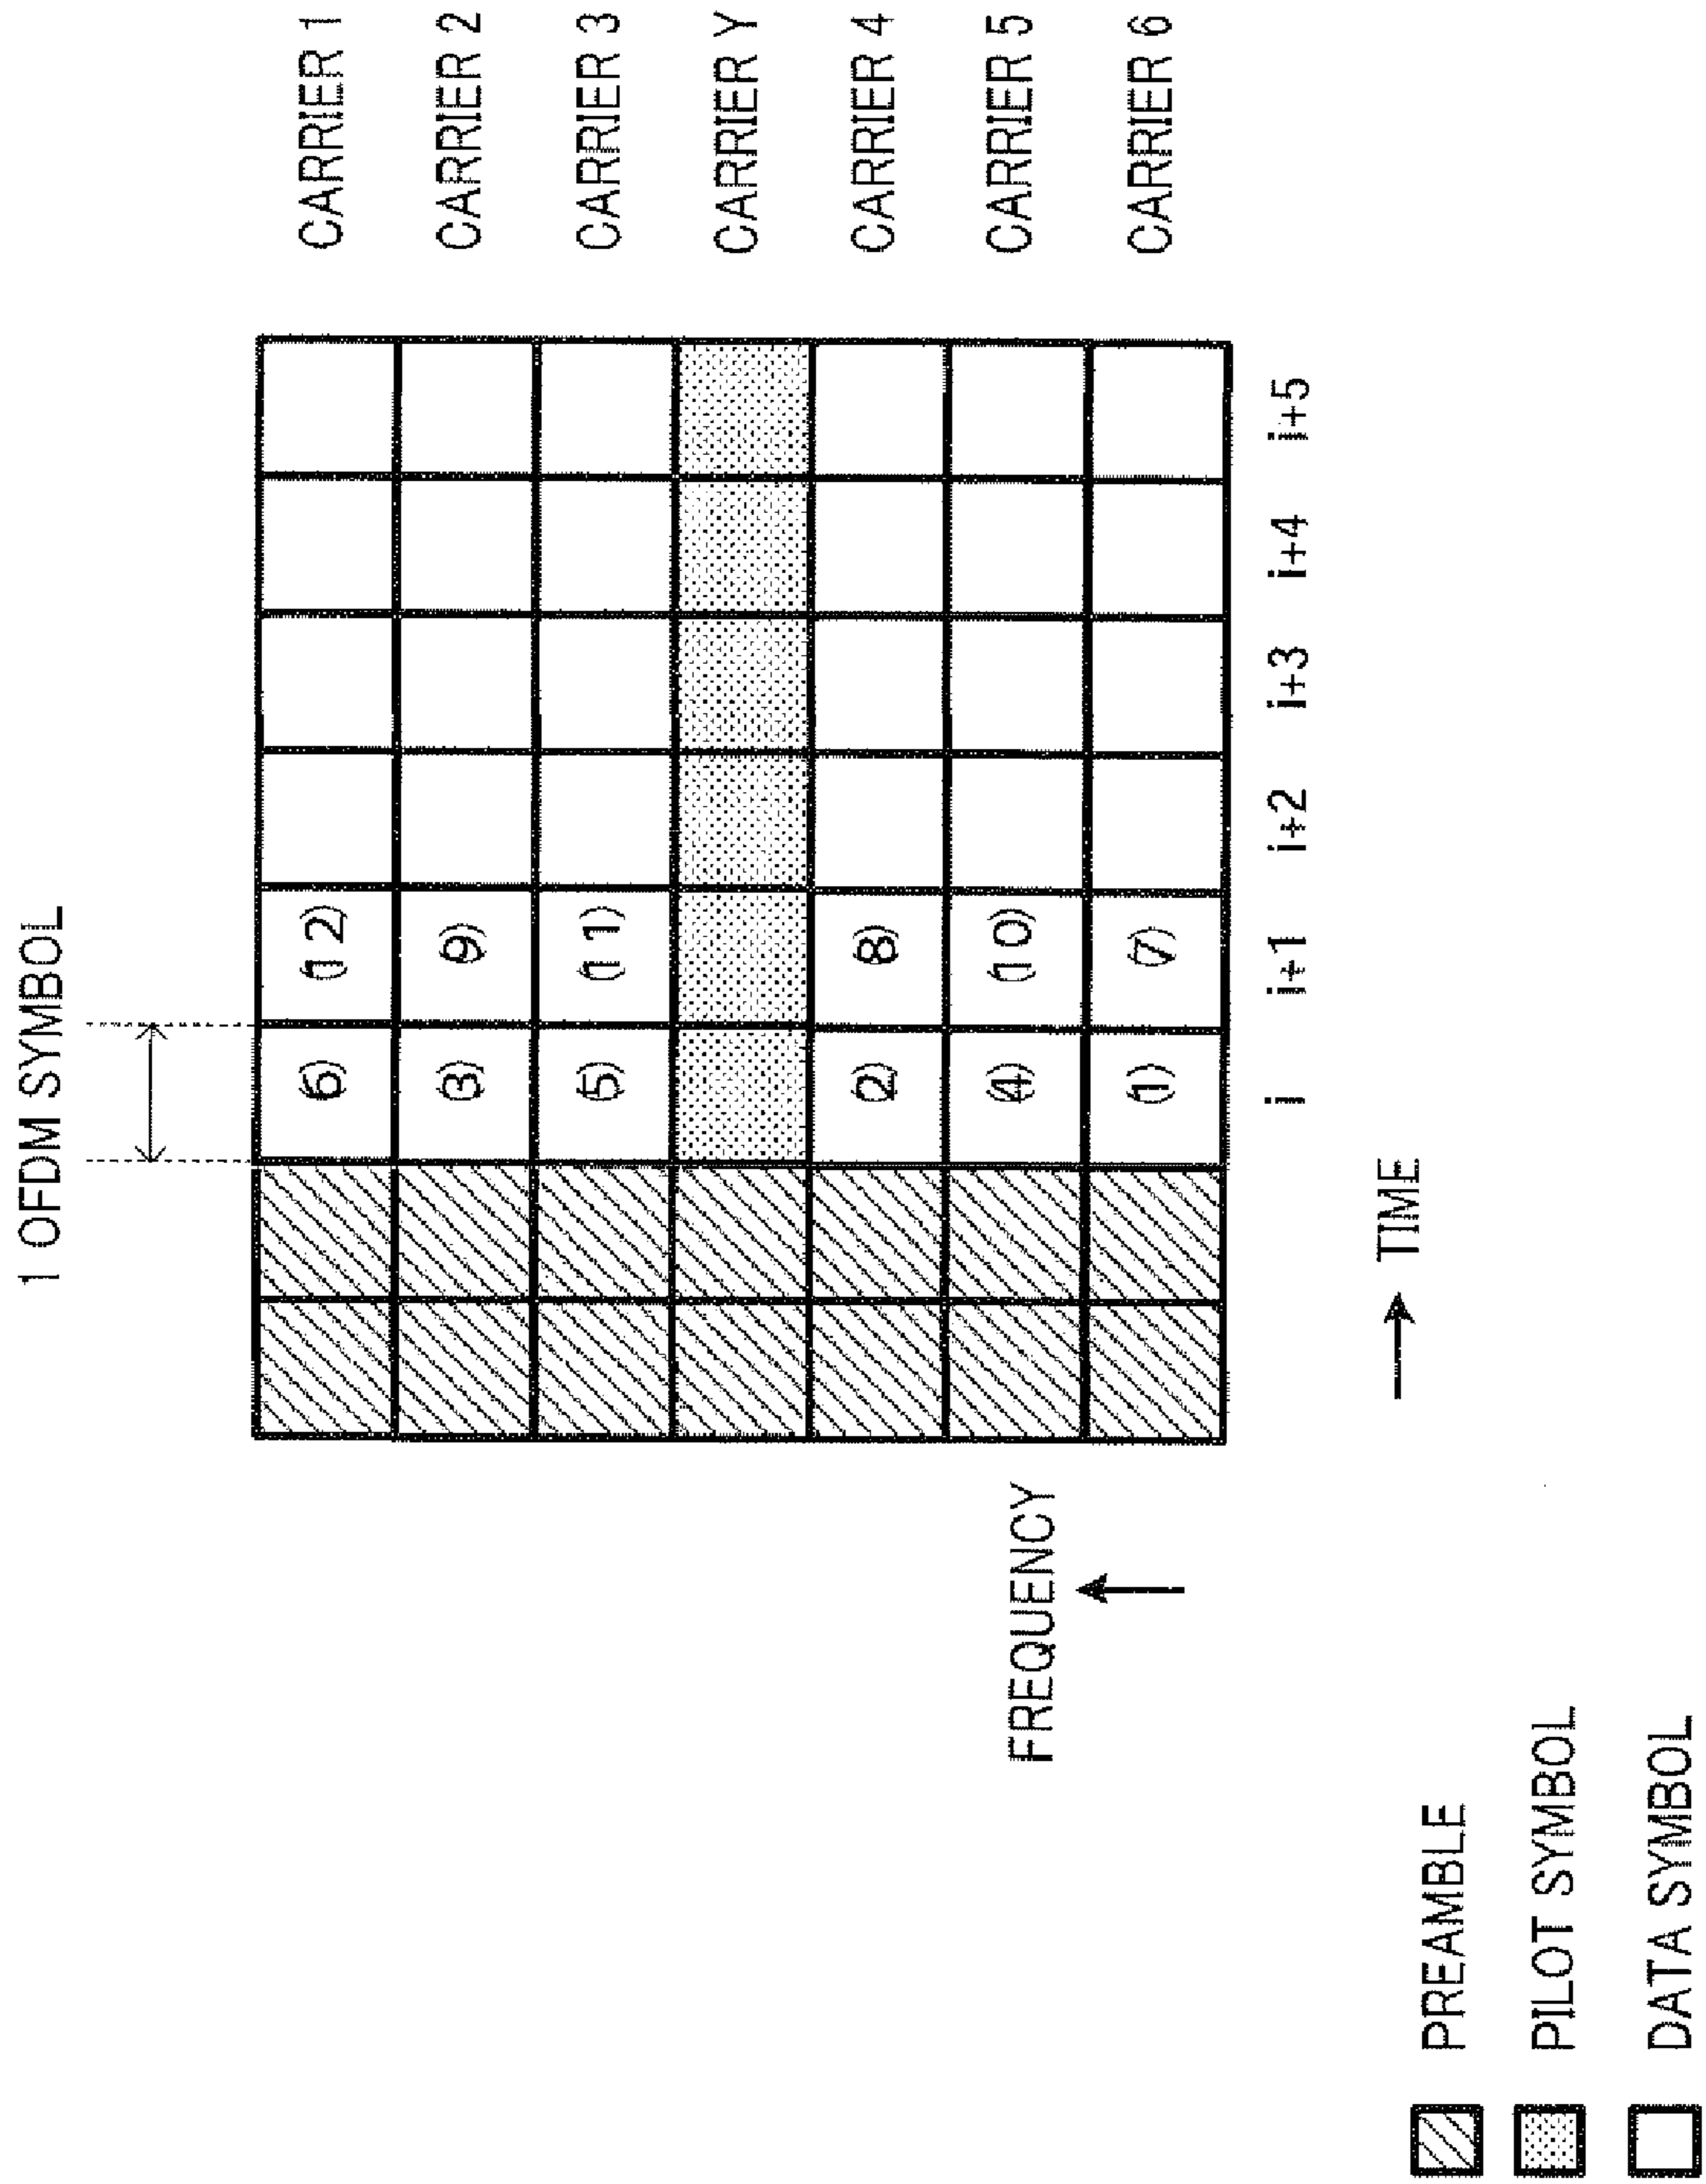 1 OFDM SYMBOL
(6) (12) CARRIER 1
(3) (9) CARRIER 2
(5) (11) CARRIER 3
CARRIER Y
(2) (8) CARRIER 4
(4) (10) CARRIER 5
(1) (7) CARRIER 6
FREQUENCY
i i+1 i+2 i+3 i+4 i+5
TIME
PREAMBLE
PILOT SYMBOL
DATA SYMBOL